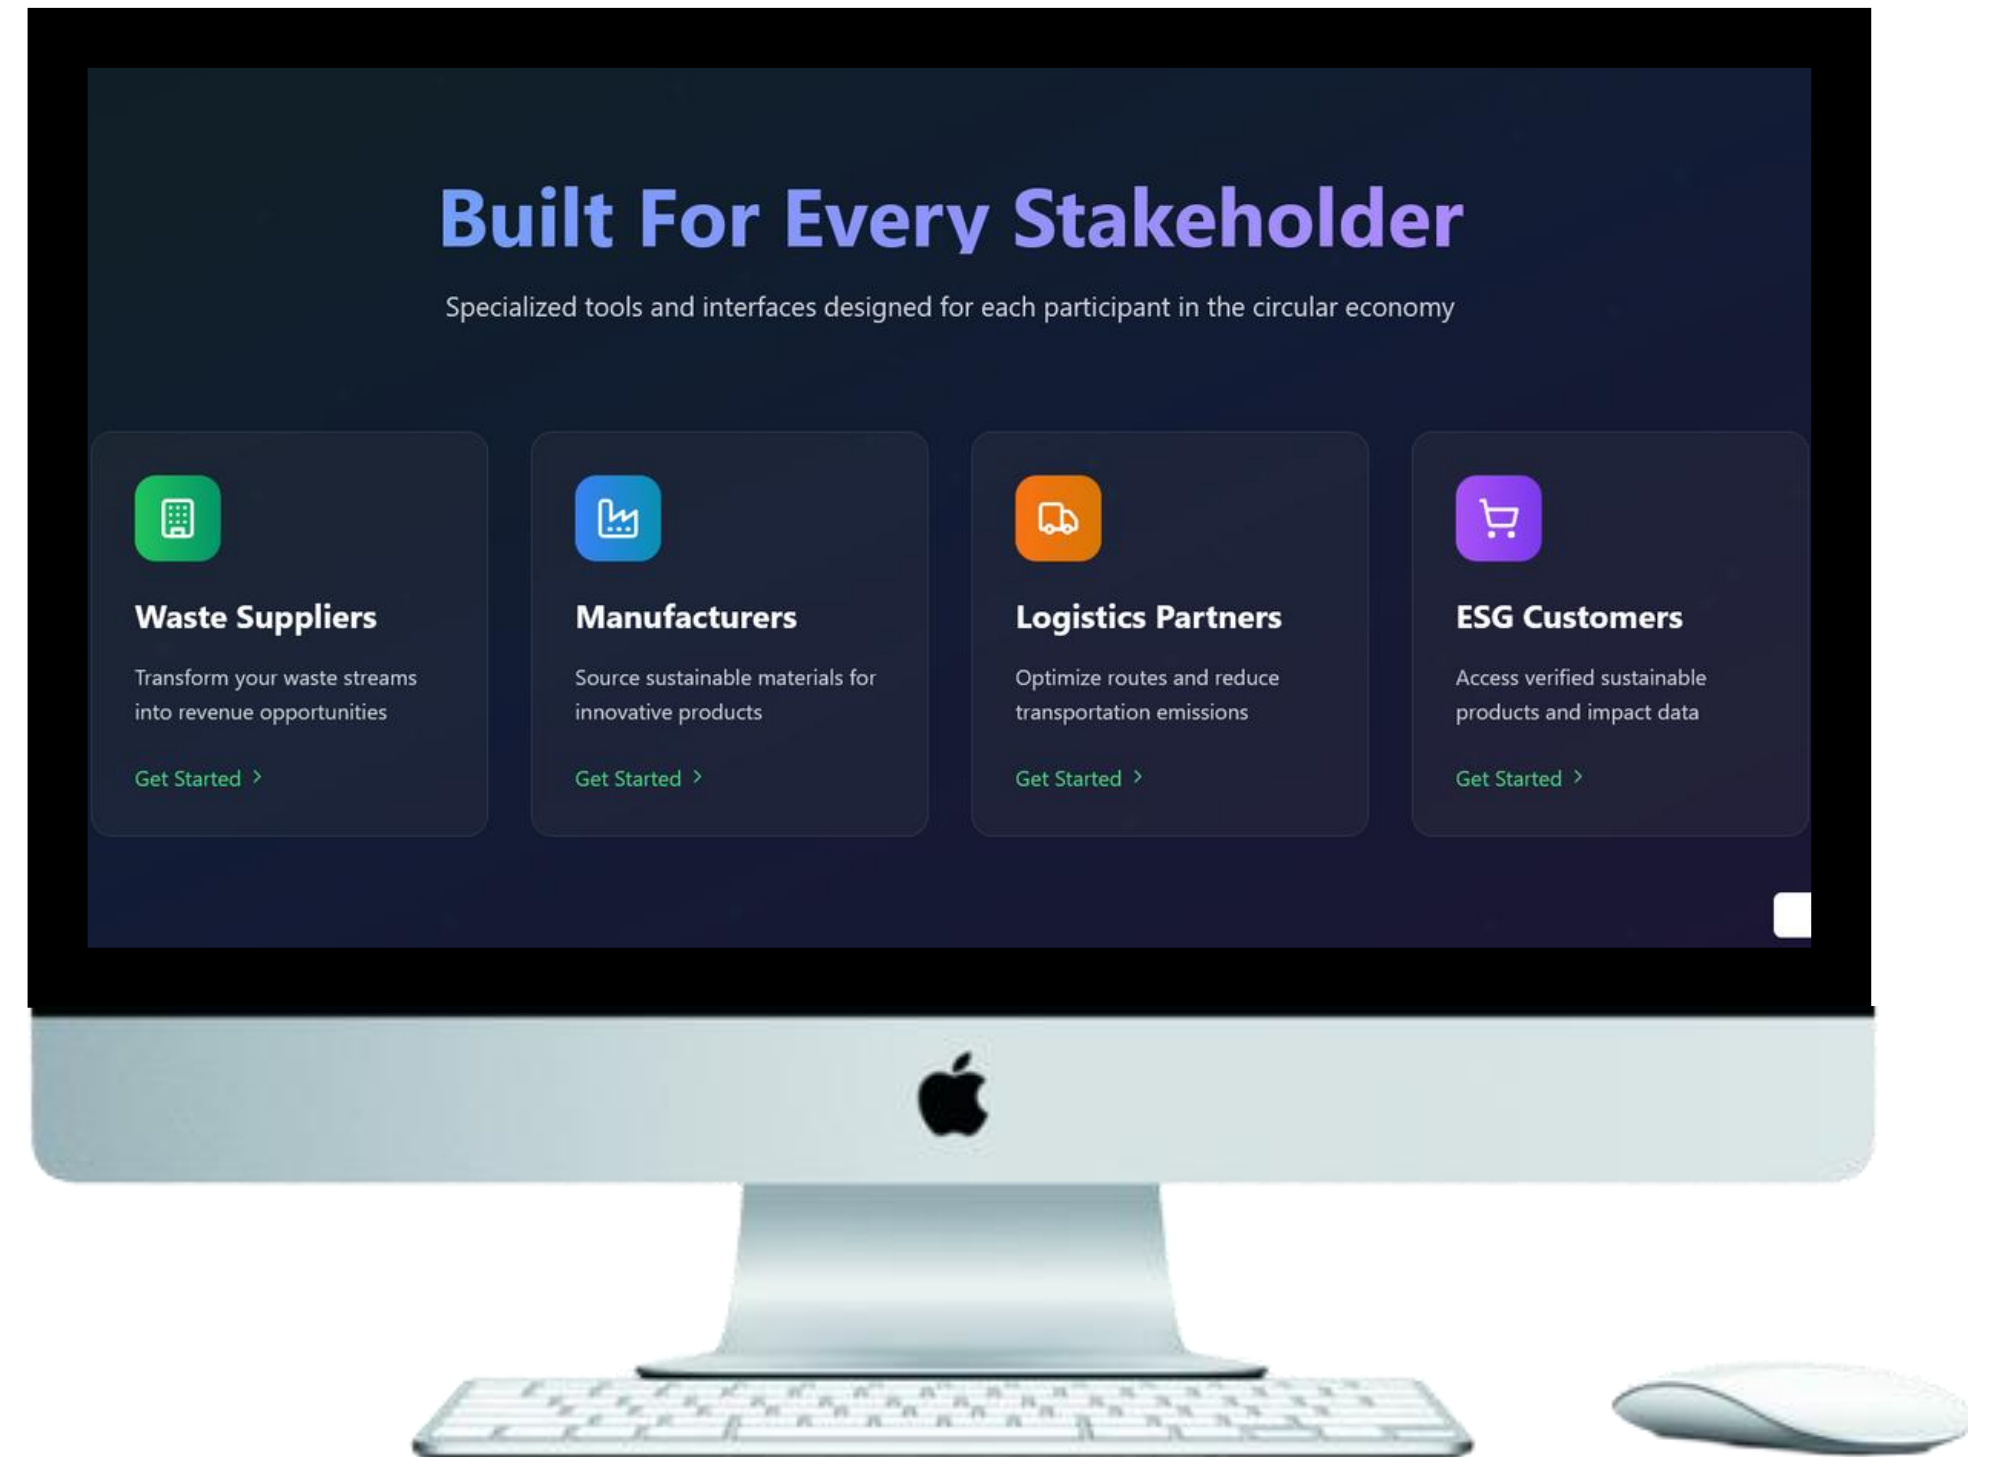 Built For Every Stakeholder
Specialized tools and interfaces designed for each participant in the circular economy
Waste Suppliers
Transform your waste streams
into revenue opportunities
Get Started
Manufacturers
Source sustainable materials for
innovative products
Get Started
Logistics Partners
Optimize routes and reduce
transportation emissions
Get Started
ESG Customers
Access verified sustainable
products and impact data
Get Started